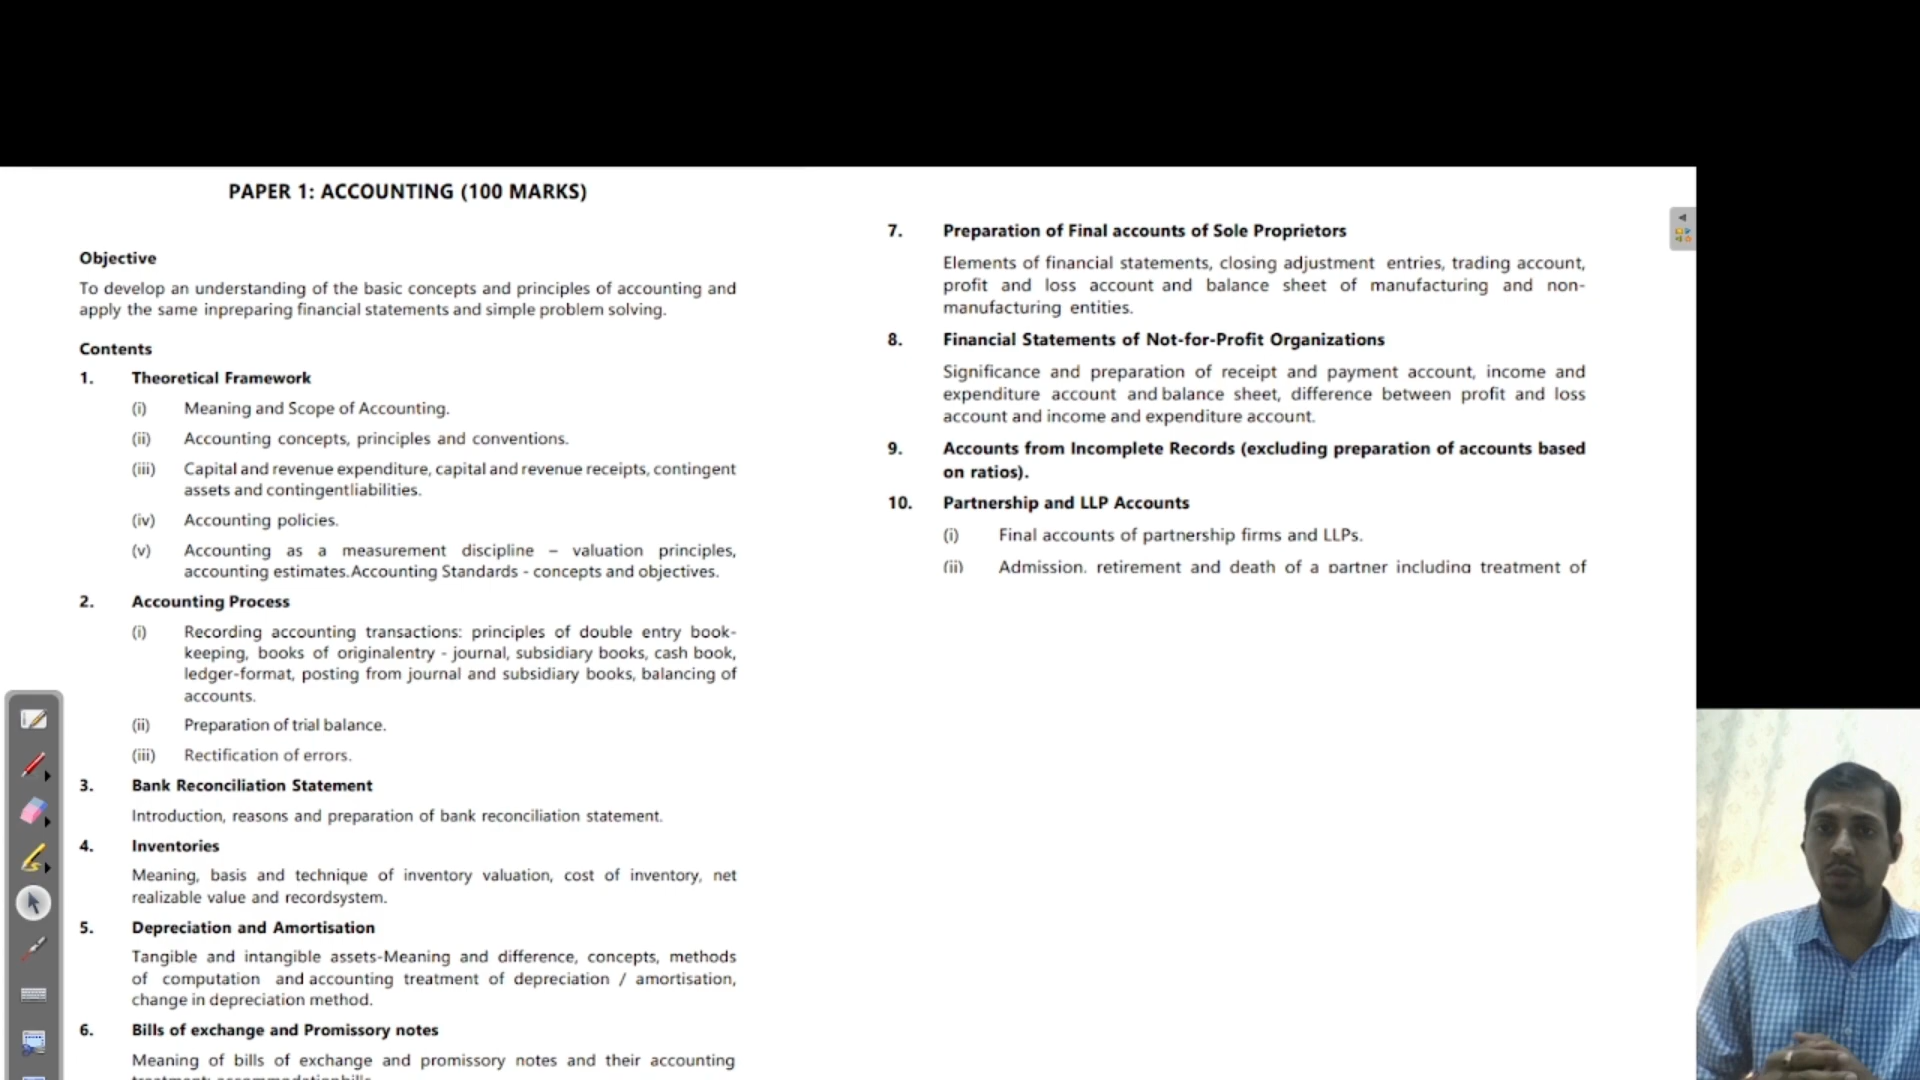 PAPER 1: ACCOUNTING (100 MARKS)
Objective
To develop an understanding of the basic concepts and principles of accounting and
apply the same inpreparing financial statements and simple problem solving.
Contents
1. Theoretical Framework
(i) Meaning and Scope of Accounting.
(ii) Accounting concepts, principles and conventions.
(iii) Capital and revenue expenditure, capital and revenue receipts, contingent
assets and contingentliabilities.
(iv) Accounting policies.
(v) Accounting as a measurement discipline – valuation principles,
accounting estimates.Accounting Standards - concepts and objectives.
2. Accounting Process
(i) Recording accounting transactions: principles of double entry book-
keeping, books of originalentry - journal, subsidiary books, cash book,
ledger-format, posting from journal and subsidiary books, balancing of
accounts.
(ii) Preparation of trial balance.
(iii) Rectification of errors.
3. Bank Reconciliation Statement
Introduction, reasons and preparation of bank reconciliation statement.
4. Inventories
Meaning, basis and technique of inventory valuation, cost of inventory, net
realizable value and recordsystem.
5. Depreciation and Amortisation
Tangible and intangible assets-Meaning and difference, concepts, methods
of computation and accounting treatment of depreciation / amortisation,
change in depreciation method.
6. Bills of exchange and Promissory notes
Meaning of bills of exchange and promissory notes and their accounting
7. Preparation of Final accounts of Sole Proprietors
Elements of financial statements, closing adjustment entries, trading account,
profit and loss account and balance sheet of manufacturing and non-
manufacturing entities.
8. Financial Statements of Not-for-Profit Organizations
Significance and preparation of receipt and payment account, income and
expenditure account and balance sheet, difference between profit and loss
account and income and expenditure account.
9. Accounts from Incomplete Records (excluding preparation of accounts based
on ratios).
10. Partnership and LLP Accounts
(i) Final accounts of partnership firms and LLPs.
(ii) Admission, retirement and death of a partner including treatment of